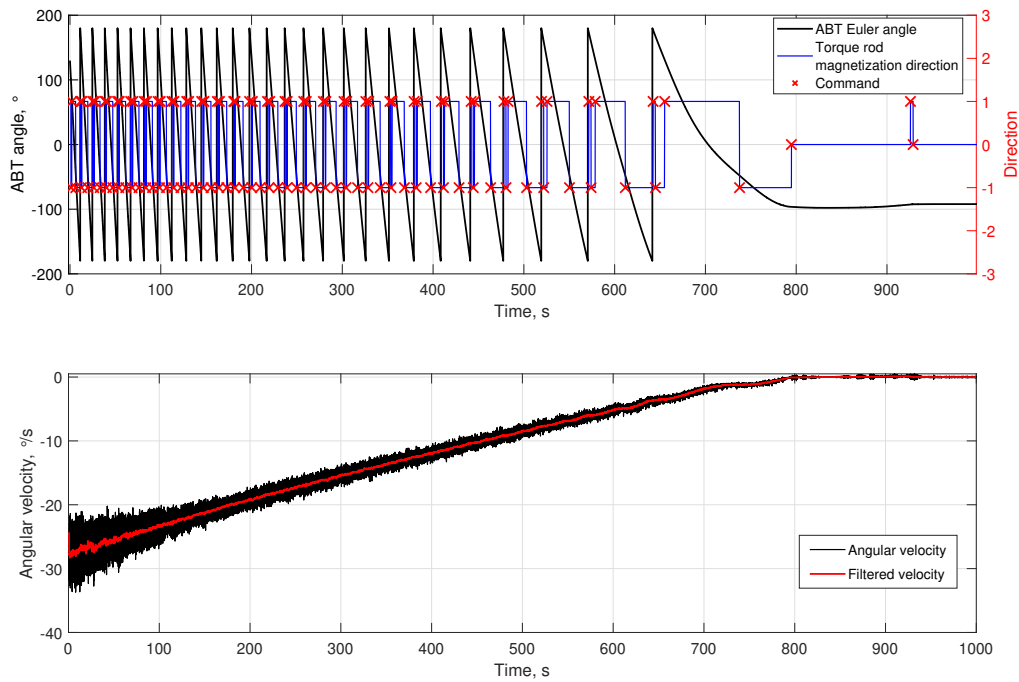 200
3
ABT Euler angle
Torque rod
magnetization direction
Command
2
100
1
0
0
-1
-100
-2
-200
-3
ABT angle, °
Direction
0 100 200 300 400 500 600 700 800 900
Time, s
0
-10
-20
-30
-40
Angular velocity, °/s
Angular velocity
Filtered velocity
0 100 200 300 400 500 600 700 800 900 1000
Time, s